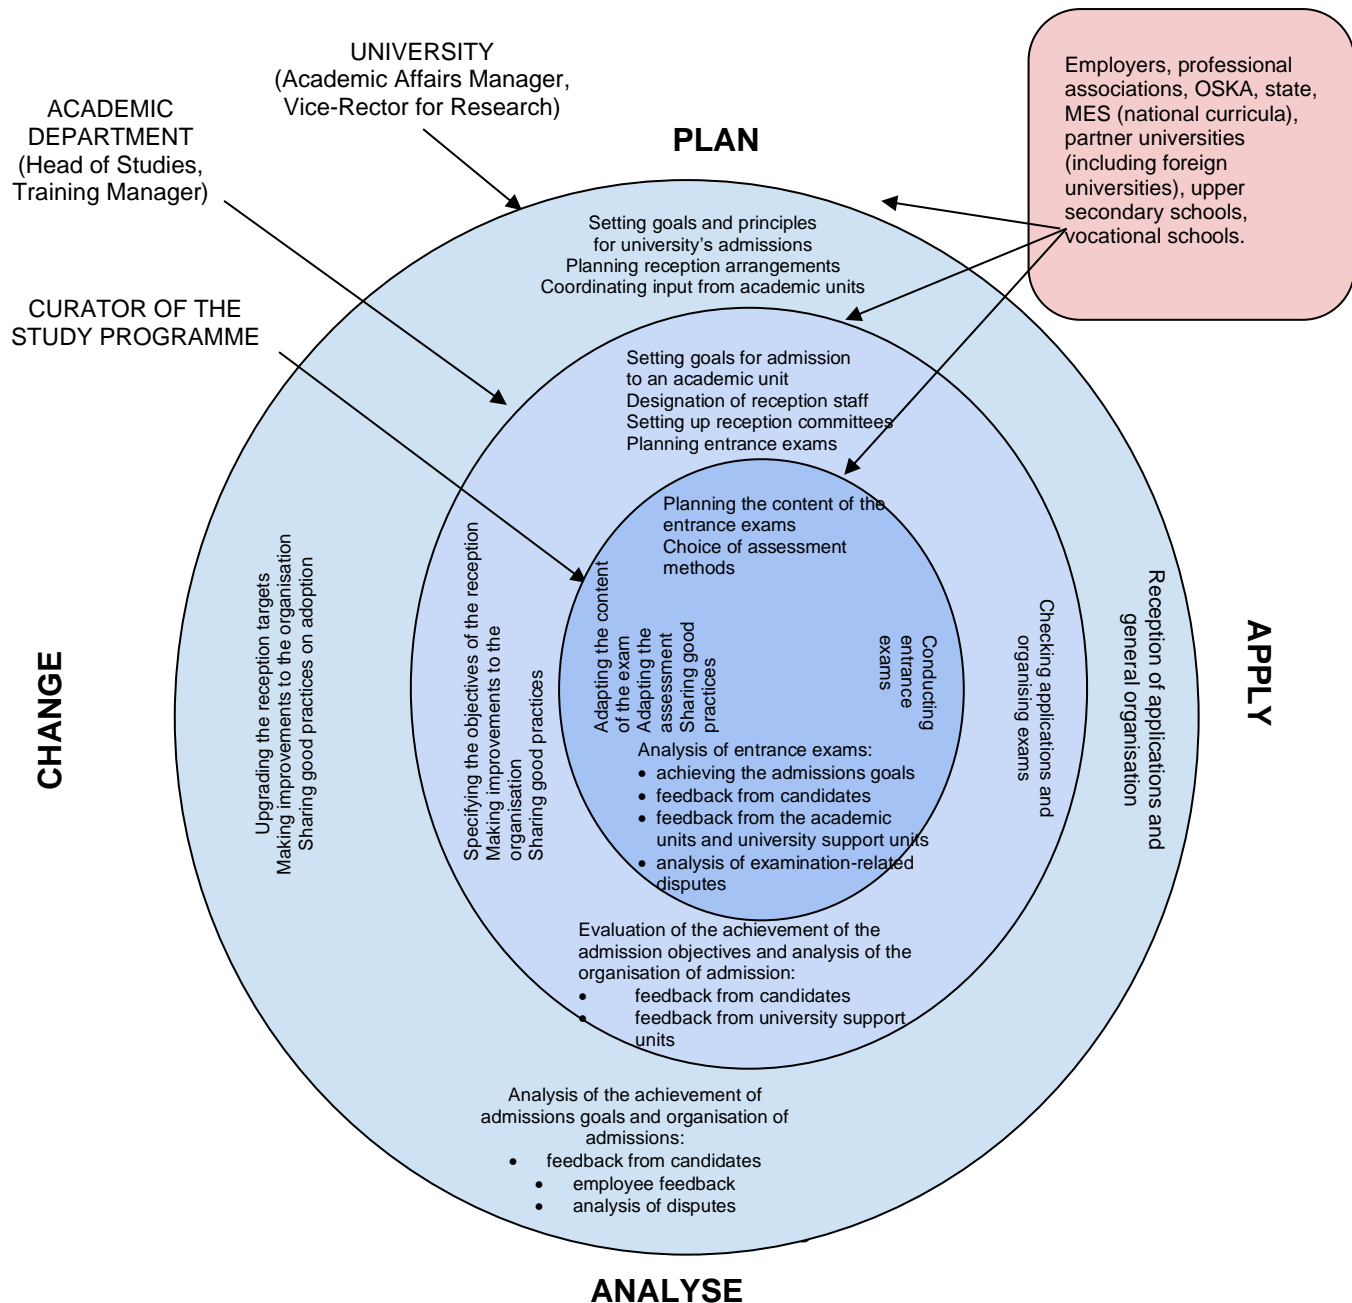 UNIVERSITY
(Academic Affairs Manager,
Vice-Rector for Research)
ACADEMIC
DEPARTMENT
(Head of Studies,
Training Manager)
CURATOR OF THE
STUDY PROGRAMME
Employers, professional
associations, OSKA, state,
MES (national curricula),
partner universities
(including foreign
universities), upper
secondary schools,
vocational schools.
PLAN
Setting goals and principles
for university's admissions
Planning reception arrangements
Coordinating input from academic units
Setting goals for admission
to an academic unit
Designation of reception staff
Setting up reception committees
Planning entrance exams
Planning the content of the
entrance exams
Choice of assessment
methods
CHANGE
Upgrading the reception targets
Making improvements to the organisation
Sharing good practices on adoption
Specifying the objectives of the reception
Making improvements to the
organisation
Sharing good practices
Adapting the content
of the exam
Adapting the
assessment
Sharing good
practices
Conducting
entrance
exams
Checking applications and
organising exams
Reception of applications and
general organisation
APPLY
Analysis of entrance exams:
• achieving the admissions goals
• feedback from candidates
• feedback from the academic
units and university support units
• analysis of examination-related
disputes
Evaluation of the achievement of the
admission objectives and analysis of the
organisation of admission:
• feedback from candidates
• feedback from university support
units
Analysis of the achievement of
admissions goals and organisation of
admissions:
• feedback from candidates
• employee feedback
• analysis of disputes
ANALYSE